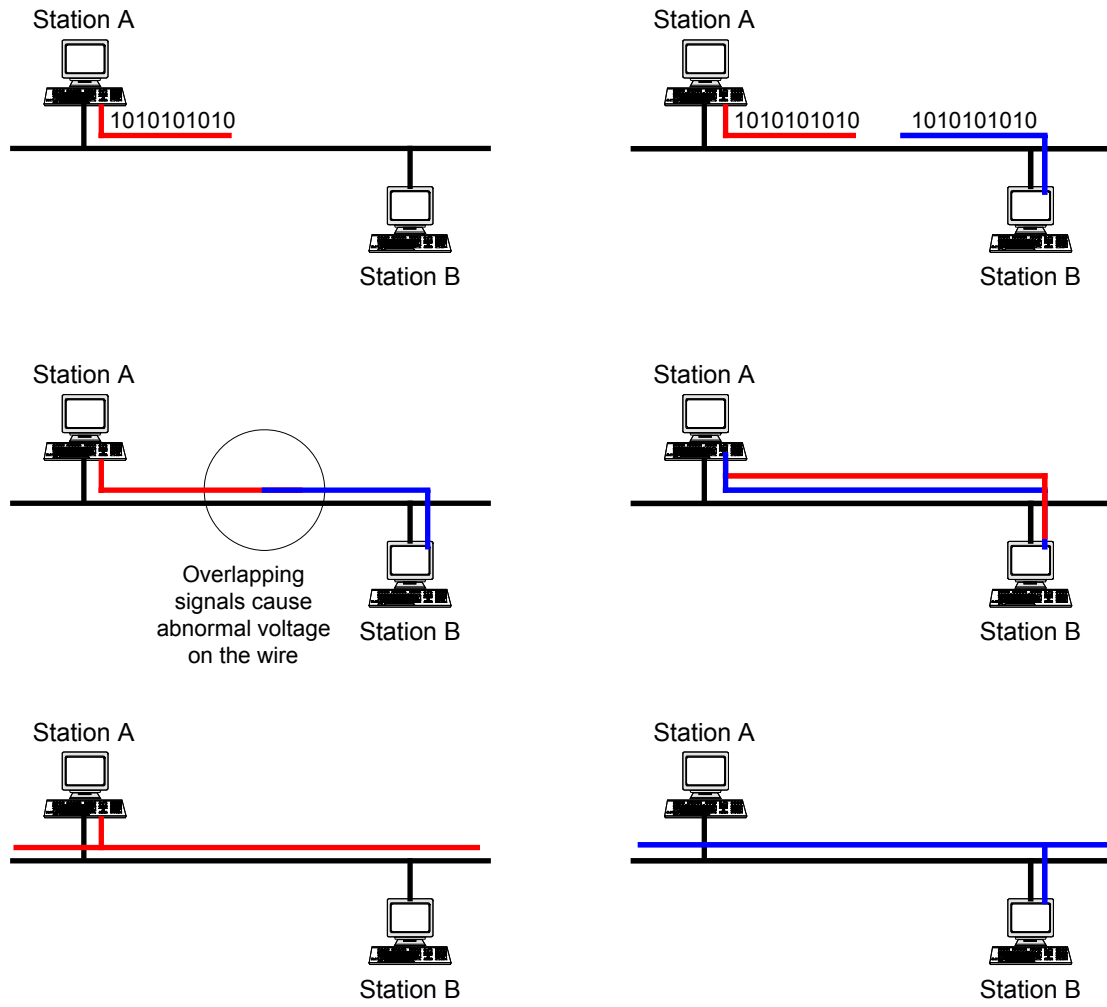 Station A
1010101010
Station B
Station A
1010101010 1010101010
Station B
Station A
Overlapping
signals cause
abnormal voltage
on the wire
Station B
Station A
Station B
Station A
Station B
Station A
Station B